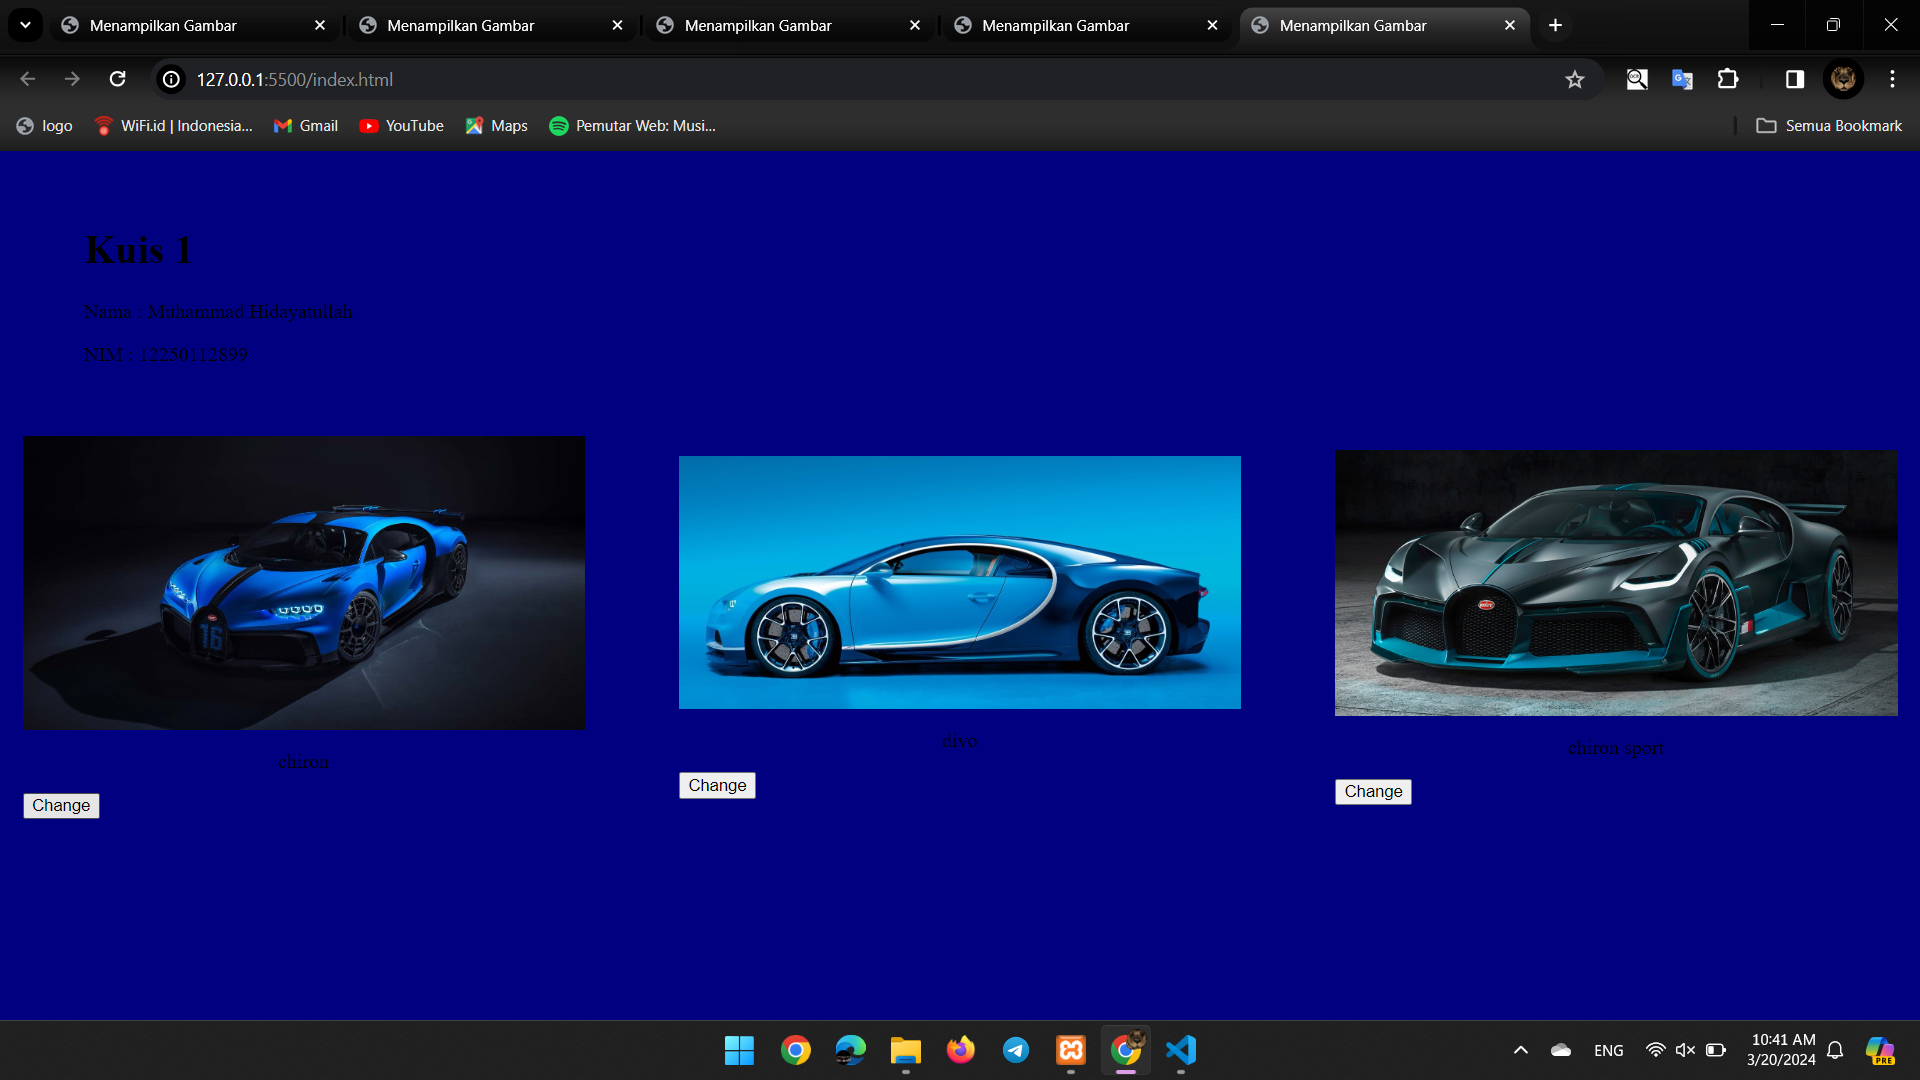 Menampilkan Gambar
Menampilkan Gambar
Menampilkan Gambar
Menampilkan Gambar
Menampilkan Gambar
127.0.0.1:5500/index.html
logo
WiFi.id | Indonesia...
Gmail
YouTube
Maps
Pemutar Web: Musi...
Semua Bookmark
Kuis 1
Nama : Muhammad Hidayatullah
NIM : 12250112899
chiron
Change
divo
Change
chiron sport
Change
ENG
10:41 AM
3/20/2024
PRE